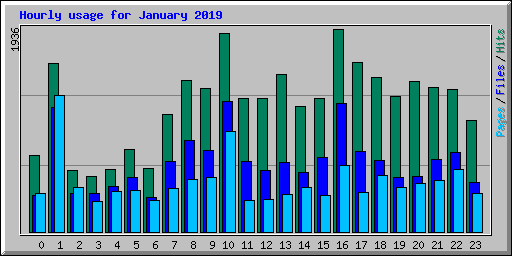 Hourly usage for January 2019
1936
Pages/Files/Hits
0 1 2 3 4 5 6 7 8 9 10 11 12 13 14 15 16 17 18 19 20 21 22 23